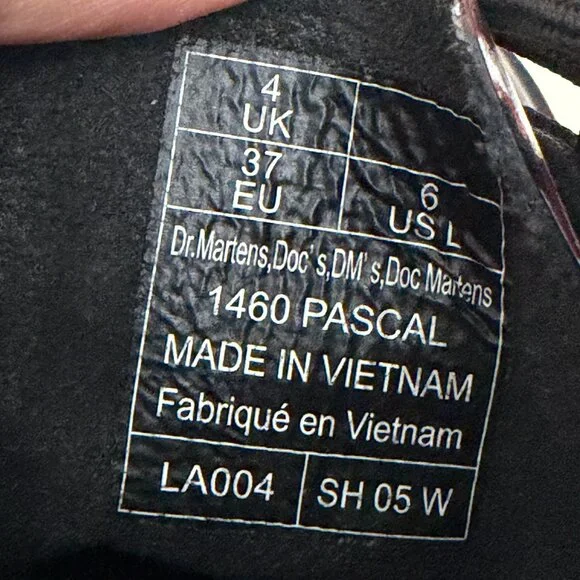 4
UK
37
EU
6
US L
Dr.Martens,Doc's,DM's,Doc Martens
1460 PASCAL
MADE IN VIETNAM
Fabriqué en Vietnam
LA004
SH 05 W